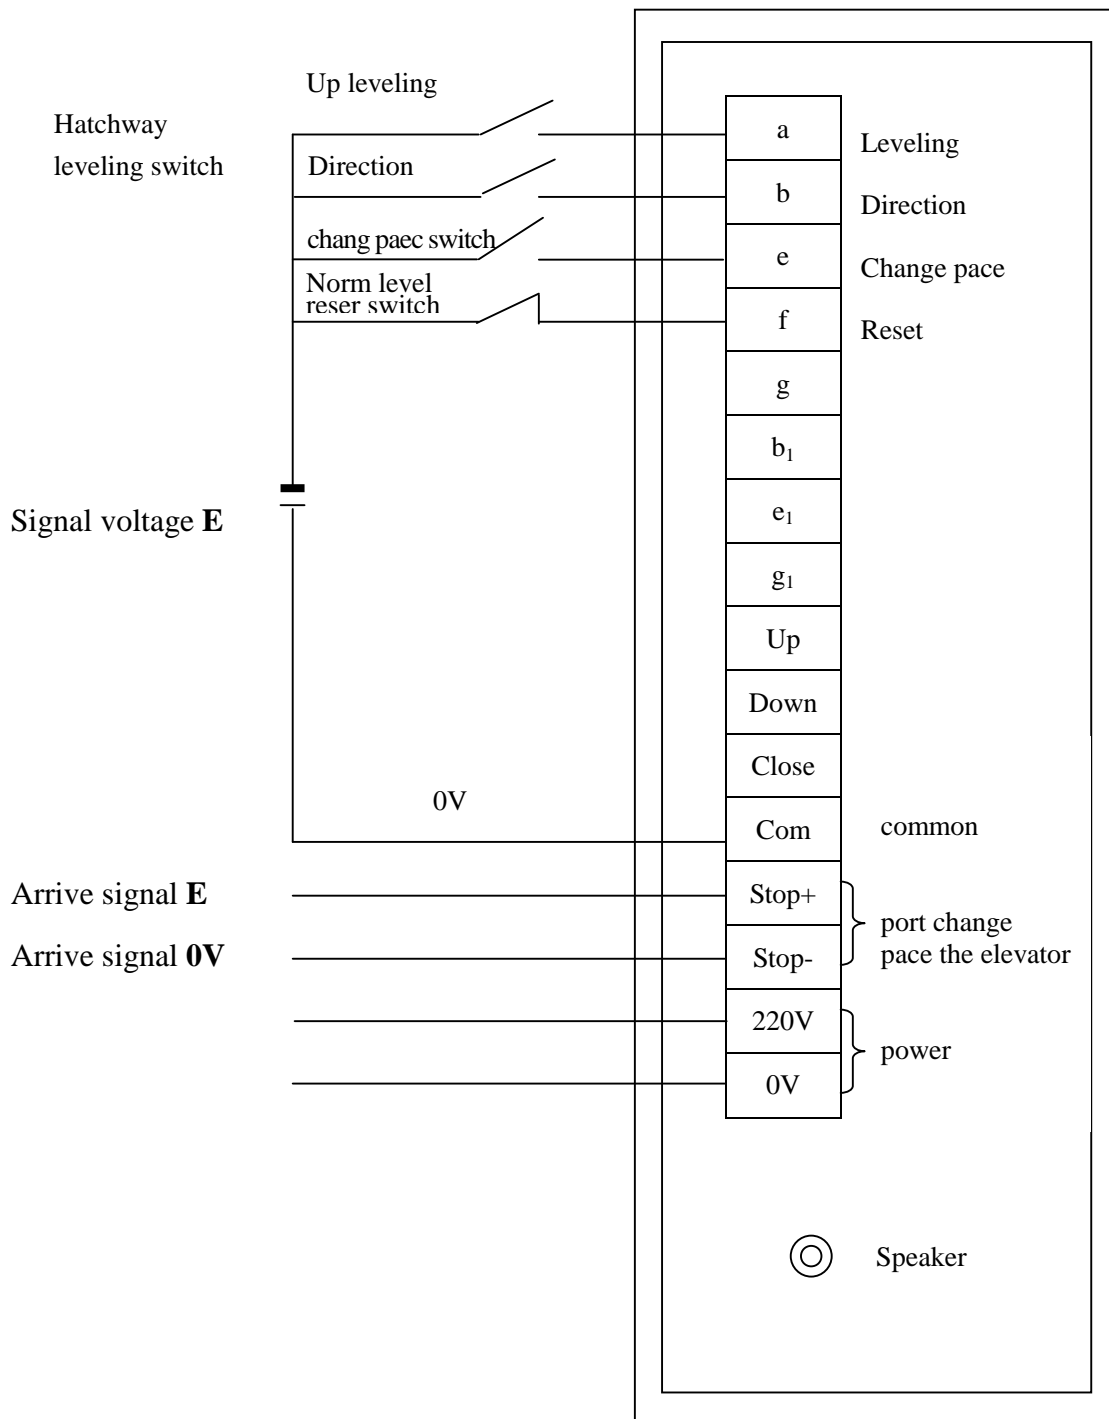 Up leveling
Hatchway
leveling switch
a
Leveling
Direction
b
Direction
chang paec switch
e
Change pace
Norm level
reser switch
f
Reset
g
b₁
Signal voltage E
e₁
g₁
Up
Down
Close
0V
Com
common
Arrive signal E
Stop+
port change
pace the elevator
Arrive signal 0V
Stop-
220V
power
0V
Speaker